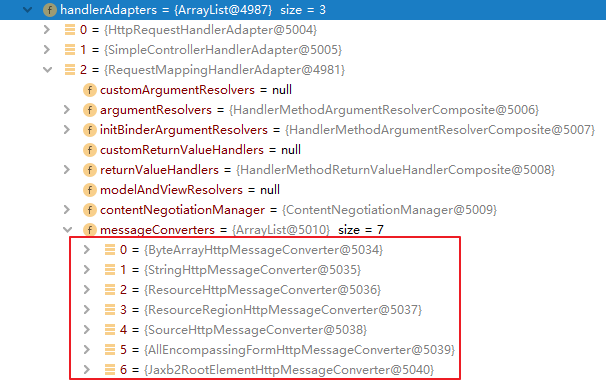 handlerAdapters = {ArrayList@4987} size = 3
0 = {HttpRequestHandlerAdapter@5004}
1 = {SimpleControllerHandlerAdapter@5005}
2 = {RequestMappingHandlerAdapter@4981}
customArgumentResolvers = null
argumentResolvers = {HandlerMethodArgumentResolverComposite@5006}
initBinderArgumentResolvers = {HandlerMethodArgumentResolverComposite@5007}
customReturnValueHandlers = null
returnValueHandlers = {HandlerMethodReturnValueHandlerComposite@5008}
modelAndViewResolvers = null
contentNegotiationManager = {ContentNegotiationManager@5009}
messageConverters = {ArrayList@5010} size = 7
0 = {ByteArrayHttpMessageConverter@5034}
1 = {StringHttpMessageConverter@5035}
2 = {ResourceHttpMessageConverter@5036}
3 = {ResourceRegionHttpMessageConverter@5037}
4 = {SourceHttpMessageConverter@5038}
5 = {AllEncompassingFormHttpMessageConverter@5039}
6 = {Jaxb2RootElementHttpMessageConverter@5040}